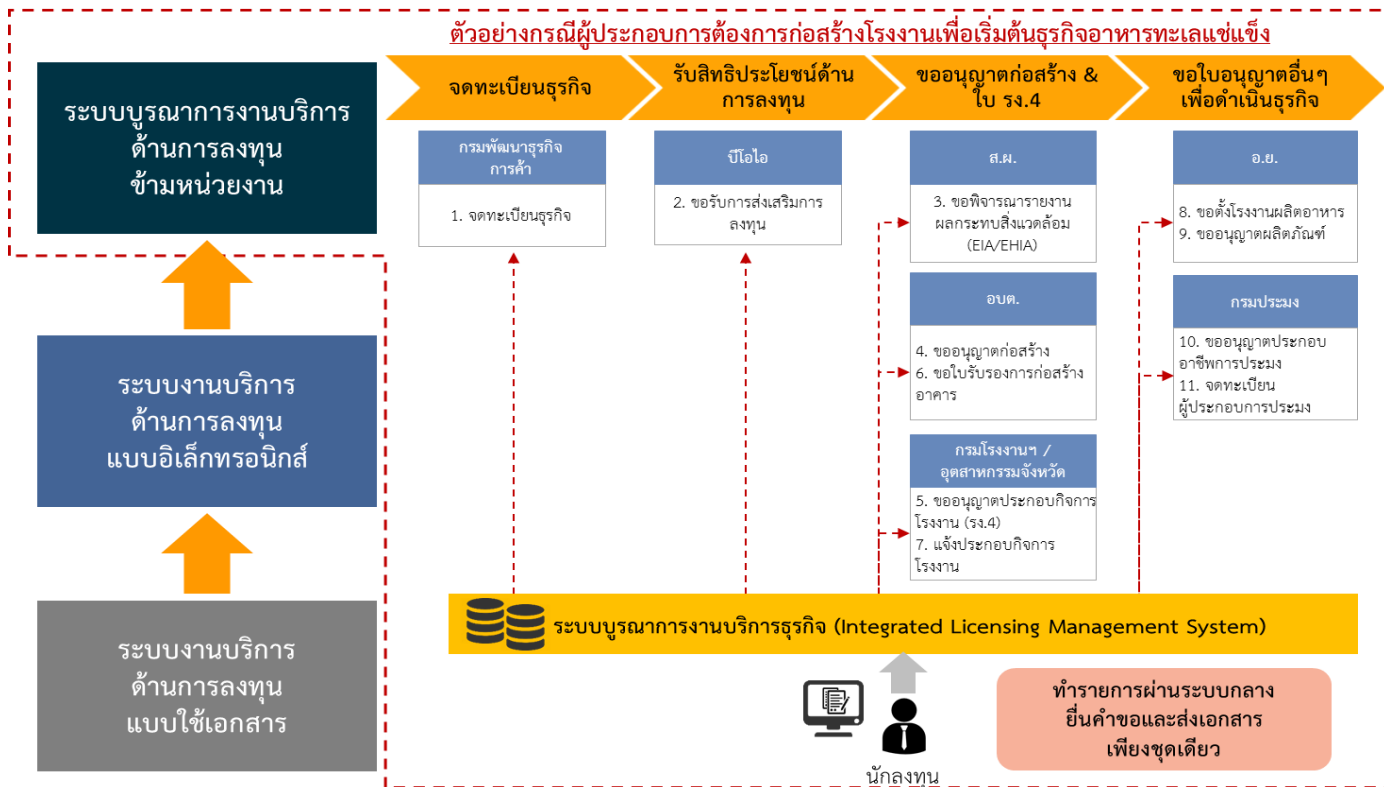 ตัวอย่างกรณีผู้ประกอบการต้องการก่อสร้างโรงงานเพื่อเริ่มต้นธุรกิจอาหารทะเลแช่แข็ง
ระบบบูรณาการงานบริการ
ด้านการลงทุน
ข้ามหน่วยงาน
ระบบงานบริการ
ด้านการลงทุน
แบบอิเล็กทรอนิกส์
ระบบงานบริการ
ด้านการลงทุน
แบบใช้เอกสาร
จดทะเบียนธุรกิจ
กรมพัฒนาธุรกิจ
การค้า
1. จดทะเบียนธุรกิจ
รับสิทธิประโยชน์ด้าน
การลงทุน
บีโอไอ
2. ขอรับการส่งเสริมการ
ลงทุน
ขออนุญาตก่อสร้าง &
ใบ รง.4
ส.ผ.
3. ขอพิจารณารายงาน
ผลกระทบสิ่งแวดล้อม
(EIA/EHIA)
อบต.
4. ขออนุญาตก่อสร้าง
6. ขอใบรับรองการก่อสร้าง
อาคาร
กรมโรงงานฯ /
อุตสาหกรรมจังหวัด
5. ขออนุญาตประกอบกิจการ
โรงงาน (รง.4)
7. แจ้งประกอบกิจการ
โรงงาน
ขอใบอนุญาตอื่นๆ
เพื่อดำเนินธุรกิจ
อ.ย.
8. ขอตั้งโรงงานผลิตอาหาร
9. ขออนุญาตผลิตภัณฑ์
กรมประมง
10. ขออนุญาตประกอบ
อาชีพการประมง
11. จดทะเบียน
ผู้ประกอบการประมง
ระบบบูรณาการงานบริการธุรกิจ (Integrated Licensing Management System)
นักลงทุน
ทำรายการผ่านระบบกลาง
ยื่นคำขอและส่งเอกสาร
เพียงชุดเดียว